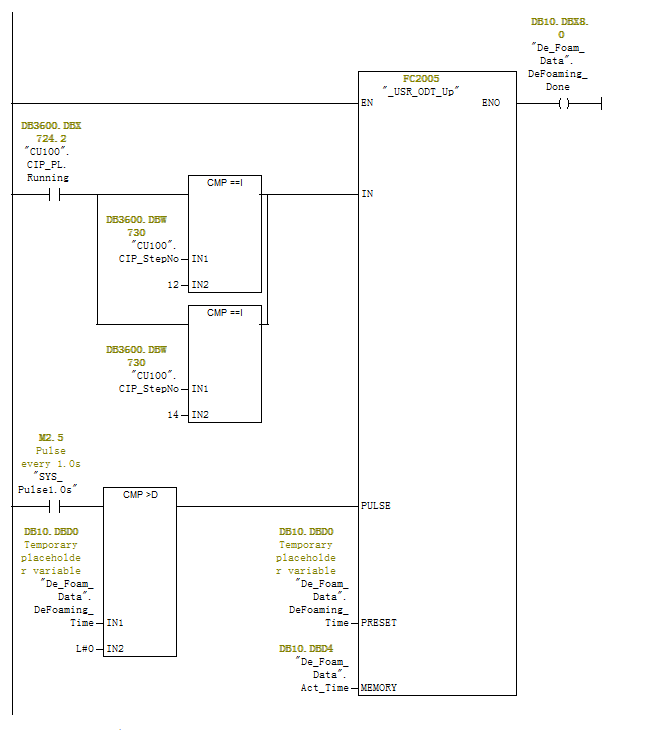 DB10.DBX8.
0
"De_Foam_
Data".
DeFoaming_
Done
FC2005
"_USR_ODT_Up"
EN
ENO
DB3600.DBX
724.2
"CU100".
CIP_PL.
Running
CMP ==I
IN
DB3600.DBW
730
"CU100".
CIP_StepNo
IN1
12
IN2
CMP ==I
DB3600.DBW
730
"CU100".
CIP_StepNo
IN1
14
IN2
M2.5
Pulse
every 1.0s
"SYS_
Pulse1.0s"
CMP >D
PULSE
DB10.DBD0
Temporary
placeholde
r variable
"De_Foam_
Data".
DeFoaming_
Time
IN1
L#0
IN2
DB10.DBD0
Temporary
placeholde
r variable
"De_Foam_
Data".
DeFoaming_
Time
PRESET
DB10.DBD4
"De_Foam_
Data".
Act_Time
MEMORY